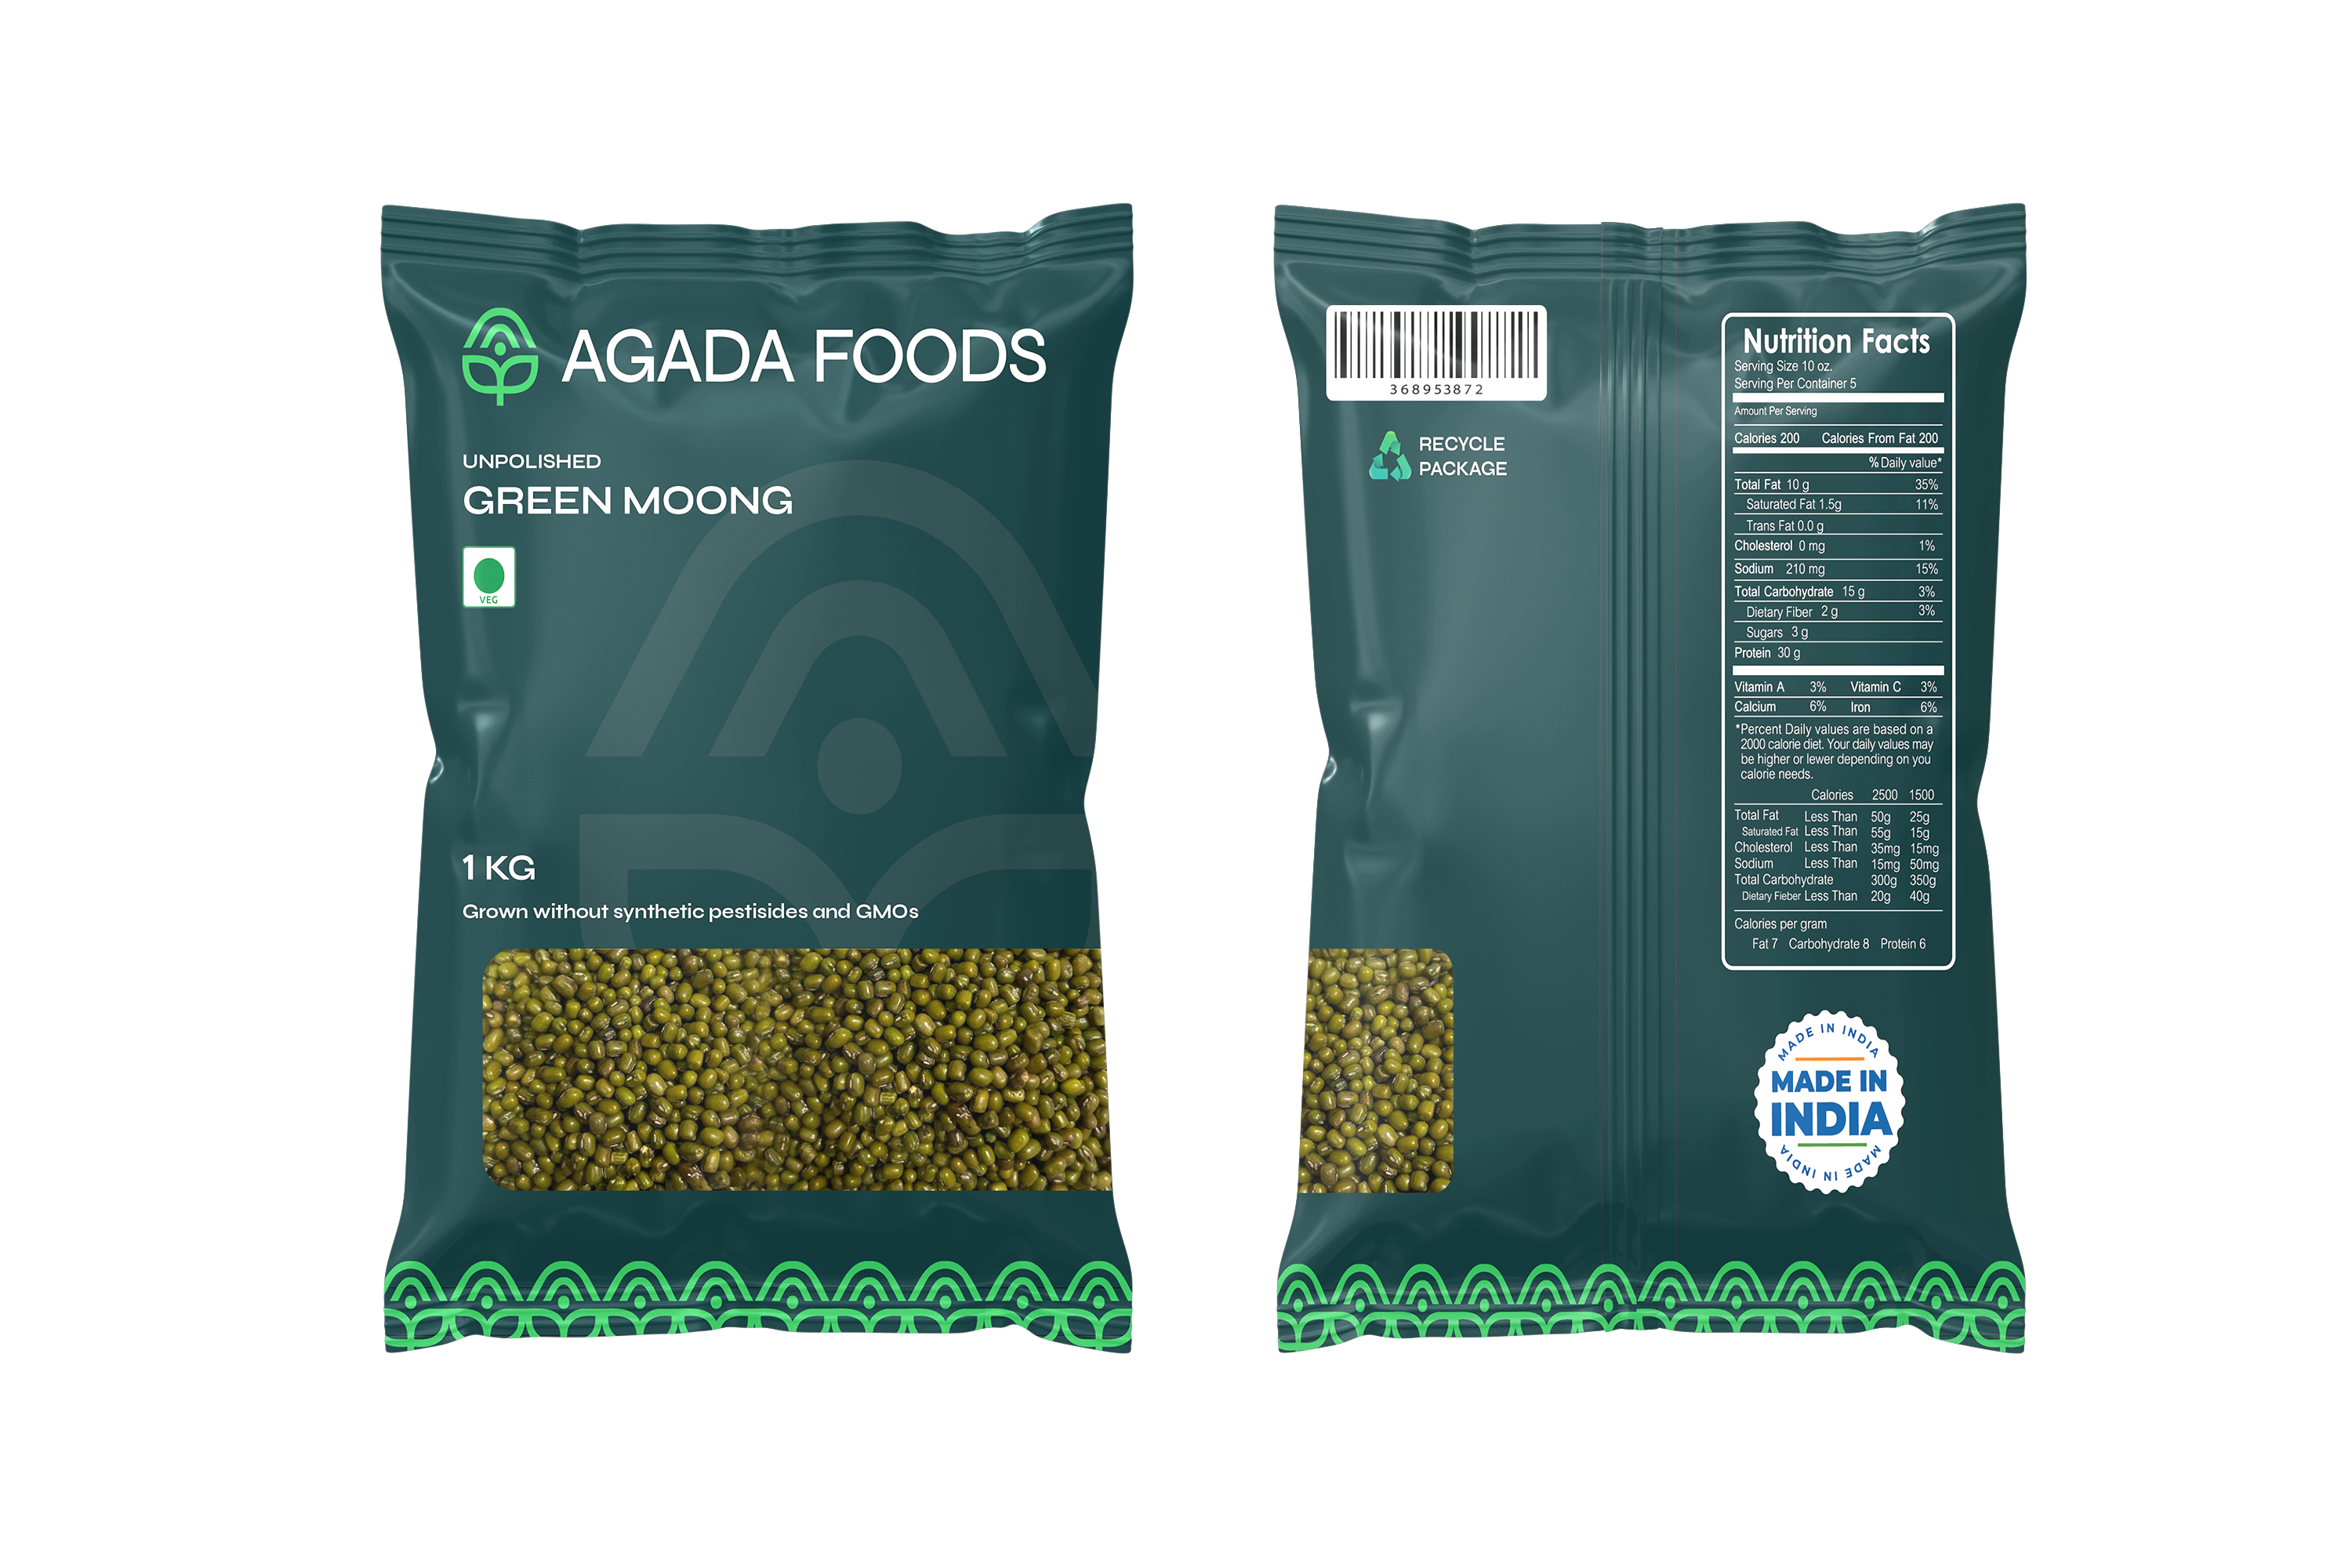 AGADA FOODS
UNPOLISHED
GREEN MOONG
VEG
1 KG
Grown without synthetic pestisides and GMOs
368953872
RECYCLE
PACKAGE
Nutrition Facts
Serving Size 10 oz.
Serving Per Container 5
Amount Per Serving
Calories 200 Calories From Fat 200
% Daily value*
Total Fat 10 g 35%
Saturated Fat 1.5g 11%
Trans Fat 0.0 g
Cholesterol 0 mg 1%
Sodium 210 mg 15%
Total Carbohydrate 15 g 3%
Dietary Fiber 2 g 3%
Sugars 3 g
Protein 30 g
Vitamin A 3% Vitamin C 3%
Calcium 6% Iron 6%
*Percent Daily values are based on a
2000 calorie diet. Your daily values may
be higher or lewer depending on you
calorie needs.
Calories 2500 1500
Total Fat Less Than 50g 25g
Saturated Fat Less Than 55g 15g
Cholesterol Less Than 35mg 15mg
Sodium Less Than 15mg 50mg
Total Carbohydrate 300g 350g
Dietary Fieber Less Than 20g 40g
Calories per gram
Fat 7 Carbohydrate 8 Protein 6
MADE IN INDIA
MADE IN
INDIA
MADE IN INDIA